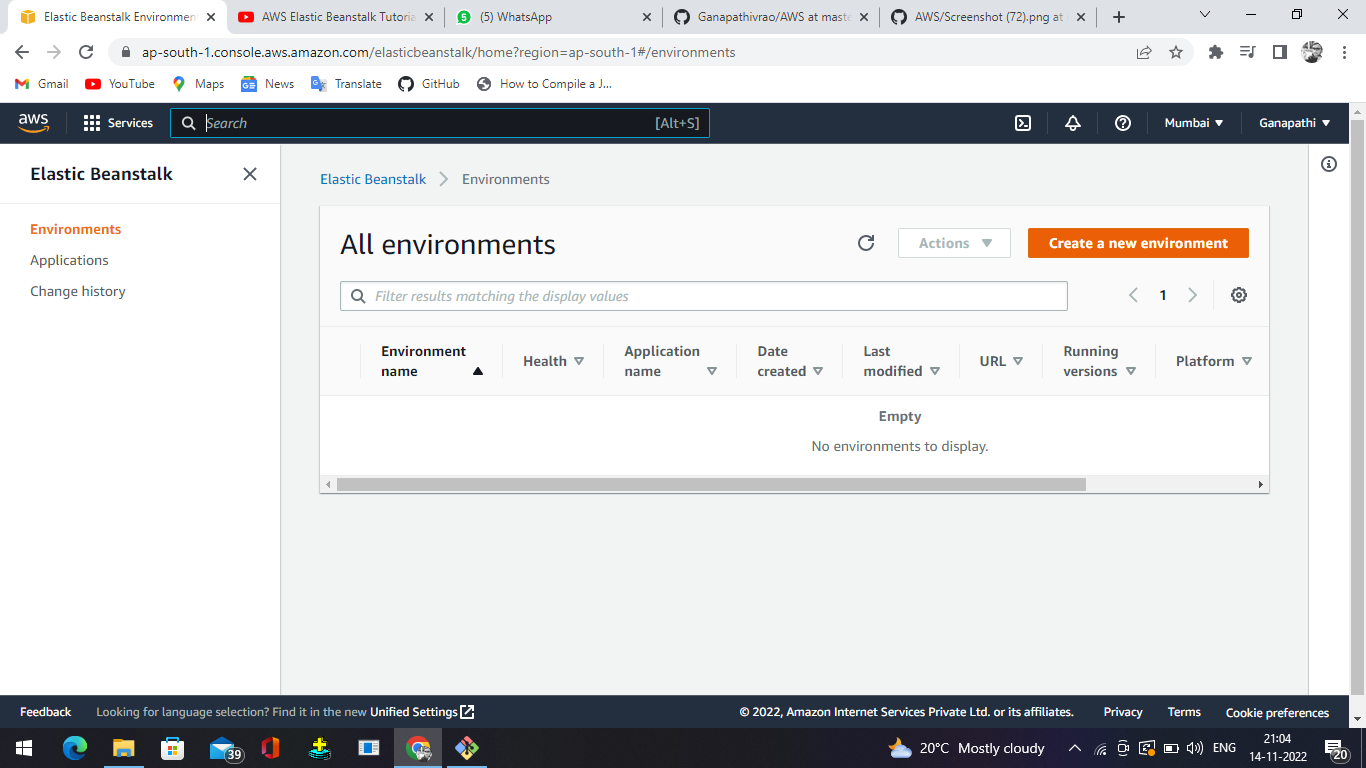 Elastic Beanstalk Environmen
AWS Elastic Beanstalk Tutoria
(5) WhatsApp
Ganapathivrao/AWS at maste
AWS/Screenshot (72).png at
ap-south-1.console.aws.amazon.com/elasticbeanstalk/home?region=ap-south-1#/environments
Gmail YouTube Maps News Translate GitHub How to Compile a J...
aws Services Search [Alt+S] Mumbai Ganapathi
Elastic Beanstalk
Environments
Applications
Change history
Elastic Beanstalk Environments
All environments
Actions
Create a new environment
Filter results matching the display values
1
Environment name
Health
Application name
Date created
Last modified
URL
Running versions
Platform
Empty
No environments to display.
Feedback Looking for language selection? Find it in the new Unified Settings © 2022, Amazon Internet Services Private Ltd. or its affiliates. Privacy Terms Cookie preferences
39
20°C Mostly cloudy
ENG
21:04
14-11-2022
20